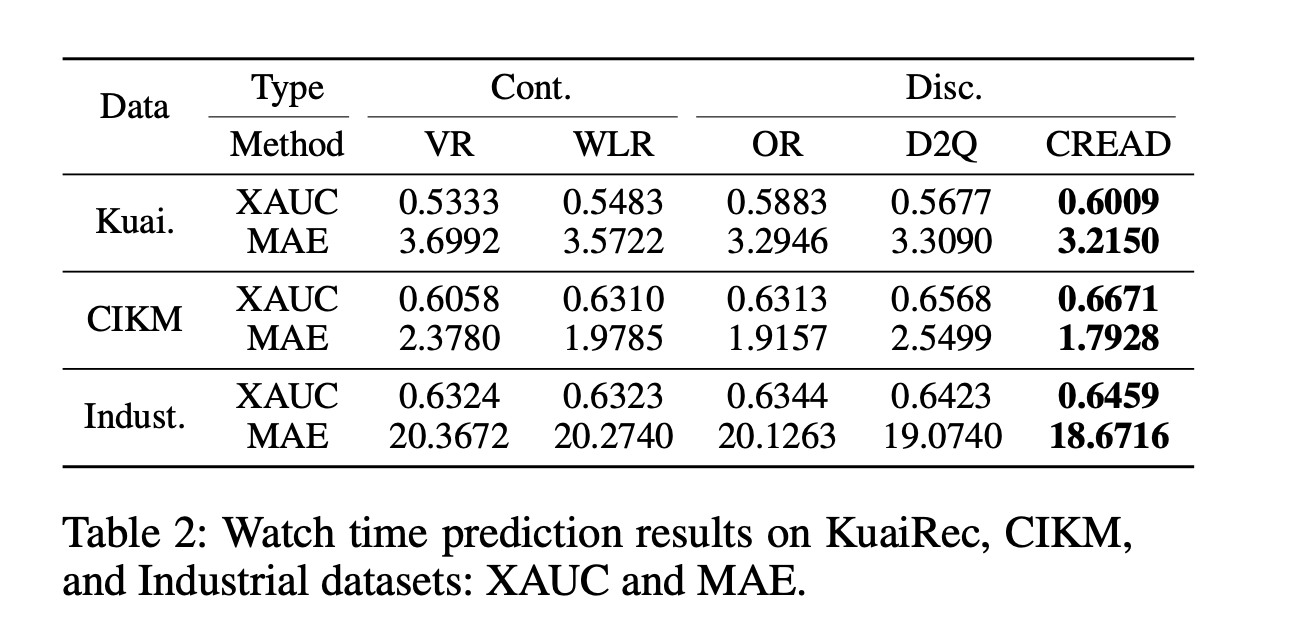 Data Type Cont. Disc.
Method VR WLR OR D2Q CREAD
Kuai. XAUC 0.5333 0.5483 0.5883 0.5677 0.6009
MAE 3.6992 3.5722 3.2946 3.3090 3.2150
CIKM XAUC 0.6058 0.6310 0.6313 0.6568 0.6671
MAE 2.3780 1.9785 1.9157 2.5499 1.7928
Indust. XAUC 0.6324 0.6323 0.6344 0.6423 0.6459
MAE 20.3672 20.2740 20.1263 19.0740 18.6716
Table 2: Watch time prediction results on KuaiRec, CIKM,
and Industrial datasets: XAUC and MAE.